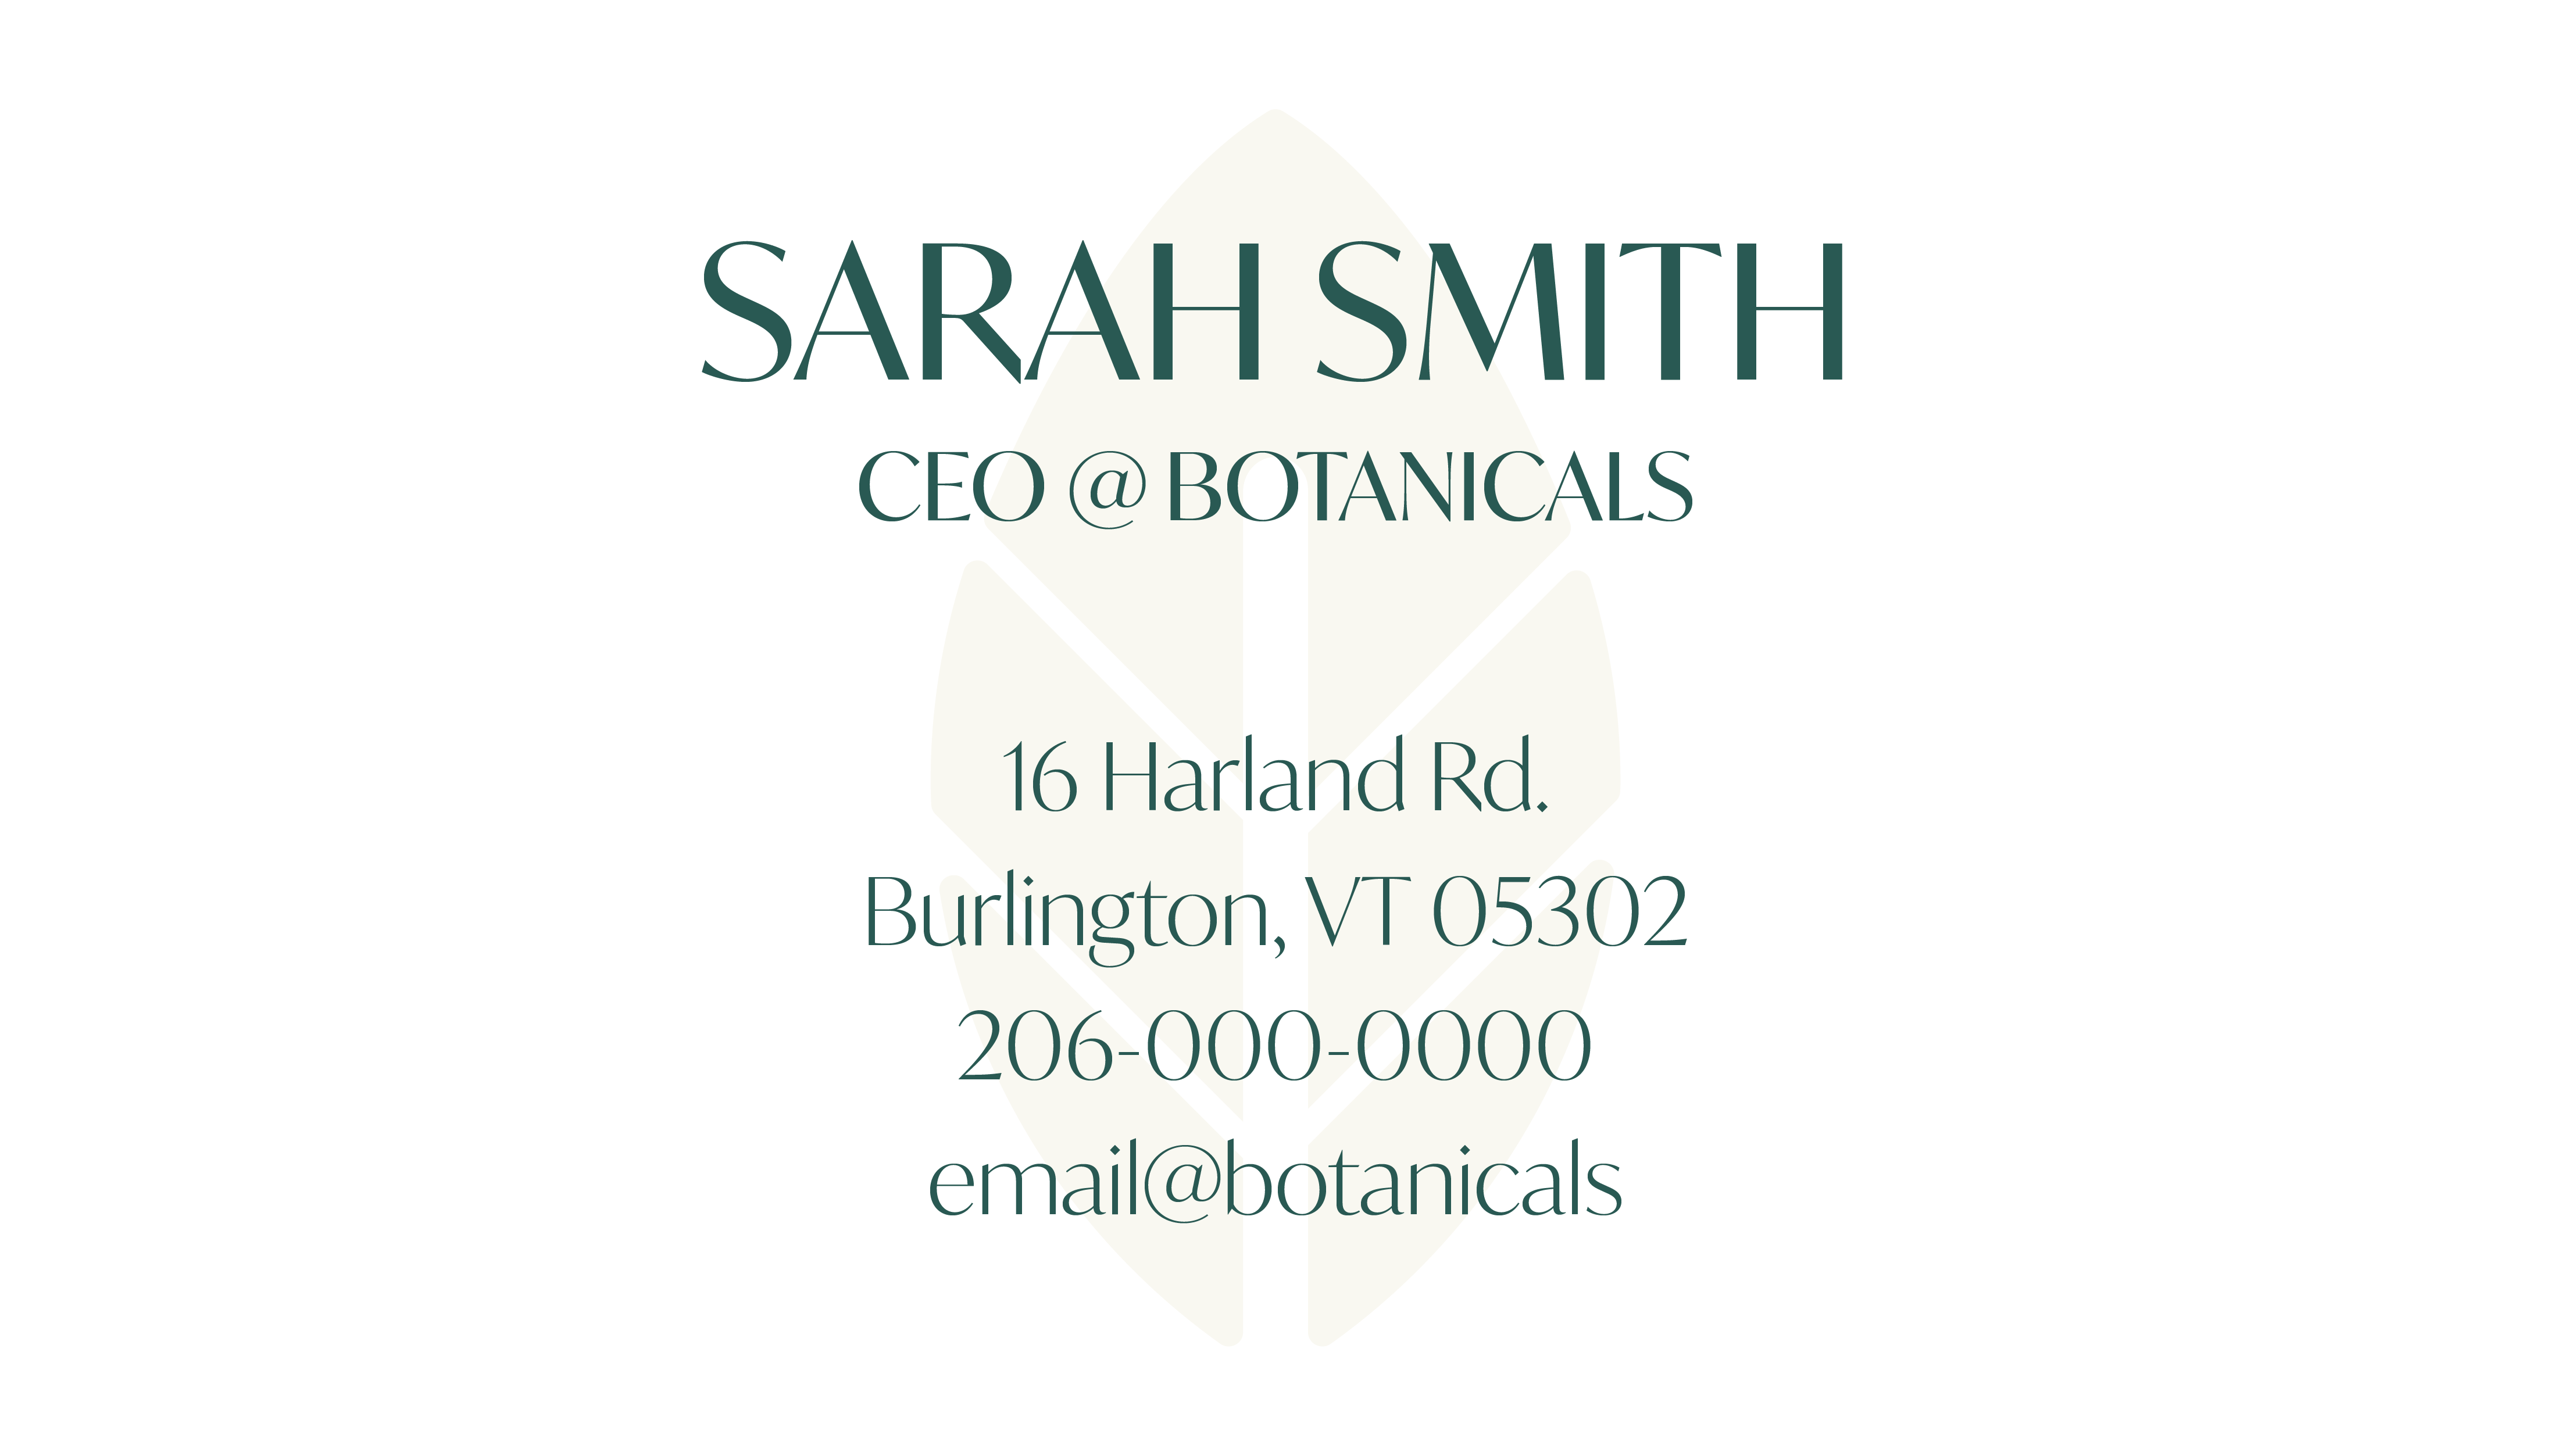 SARAH SMITH
CEO @ BOTANICALS
16 Harland Rd.
Burlington, VT 05302
206-000-0000
email@botanicals